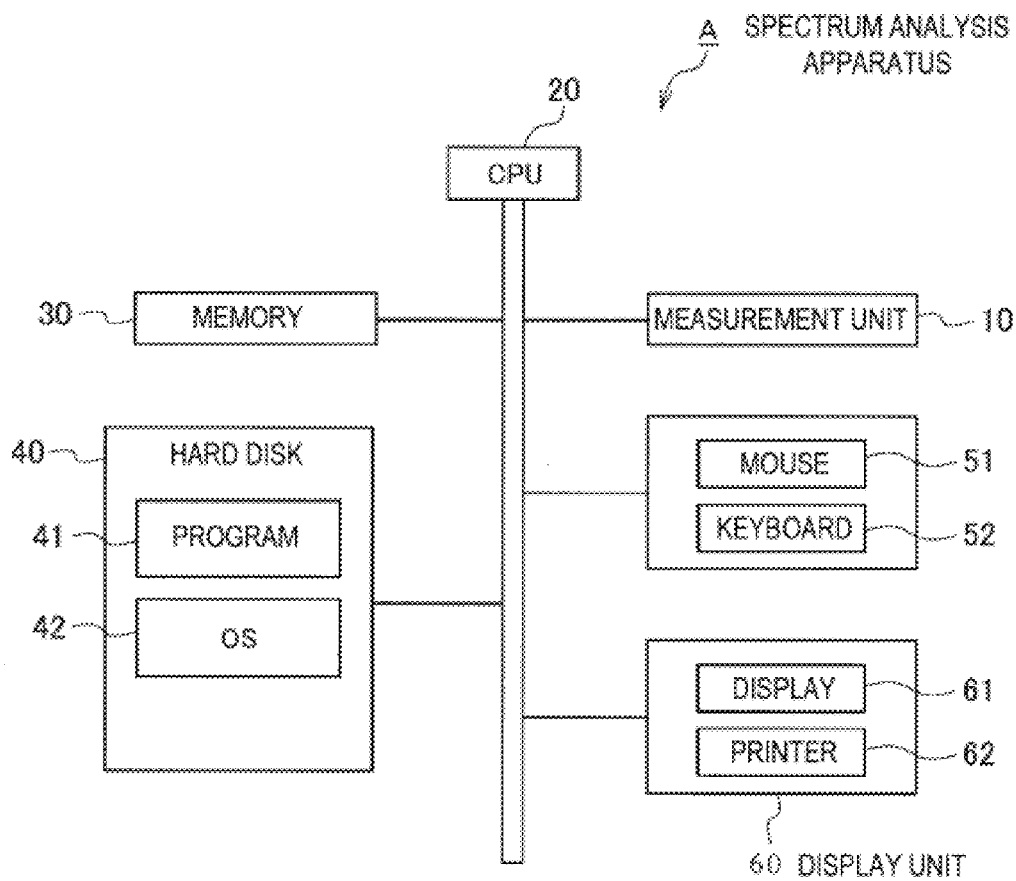 A SPECTRUM ANALYSIS
APPARATUS
20
CPU
30 MEMORY
MEASUREMENT UNIT 10
40 HARD DISK
41 PROGRAM
42 OS
MOUSE 51
KEYBOARD 52
DISPLAY 61
PRINTER 62
60 DISPLAY UNIT